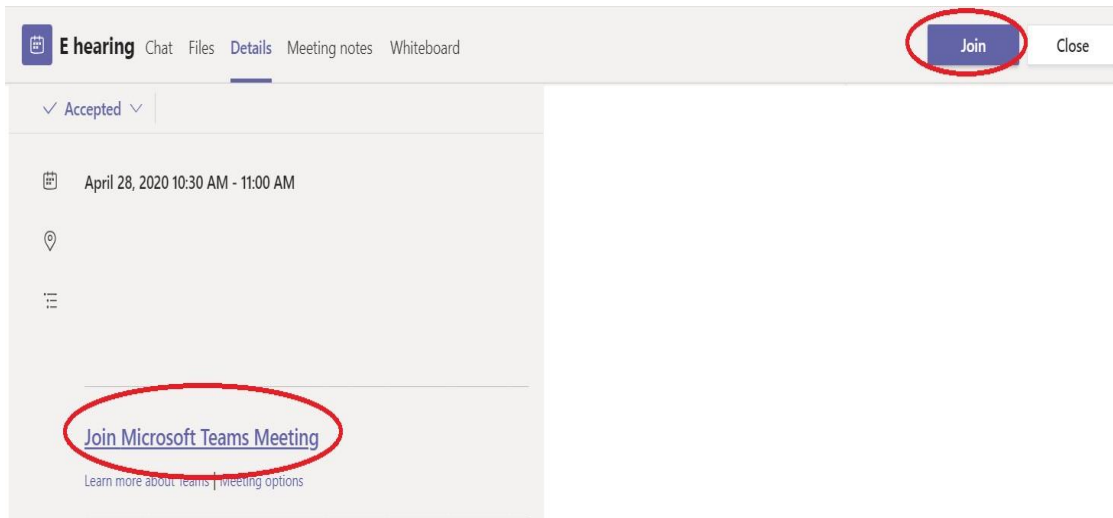 E hearing Chat Files Details Meeting notes Whiteboard Join Close
Accepted
April 28, 2020 10:30 AM - 11:00 AM
Join Microsoft Teams Meeting
Learn more about Teams | Meeting options